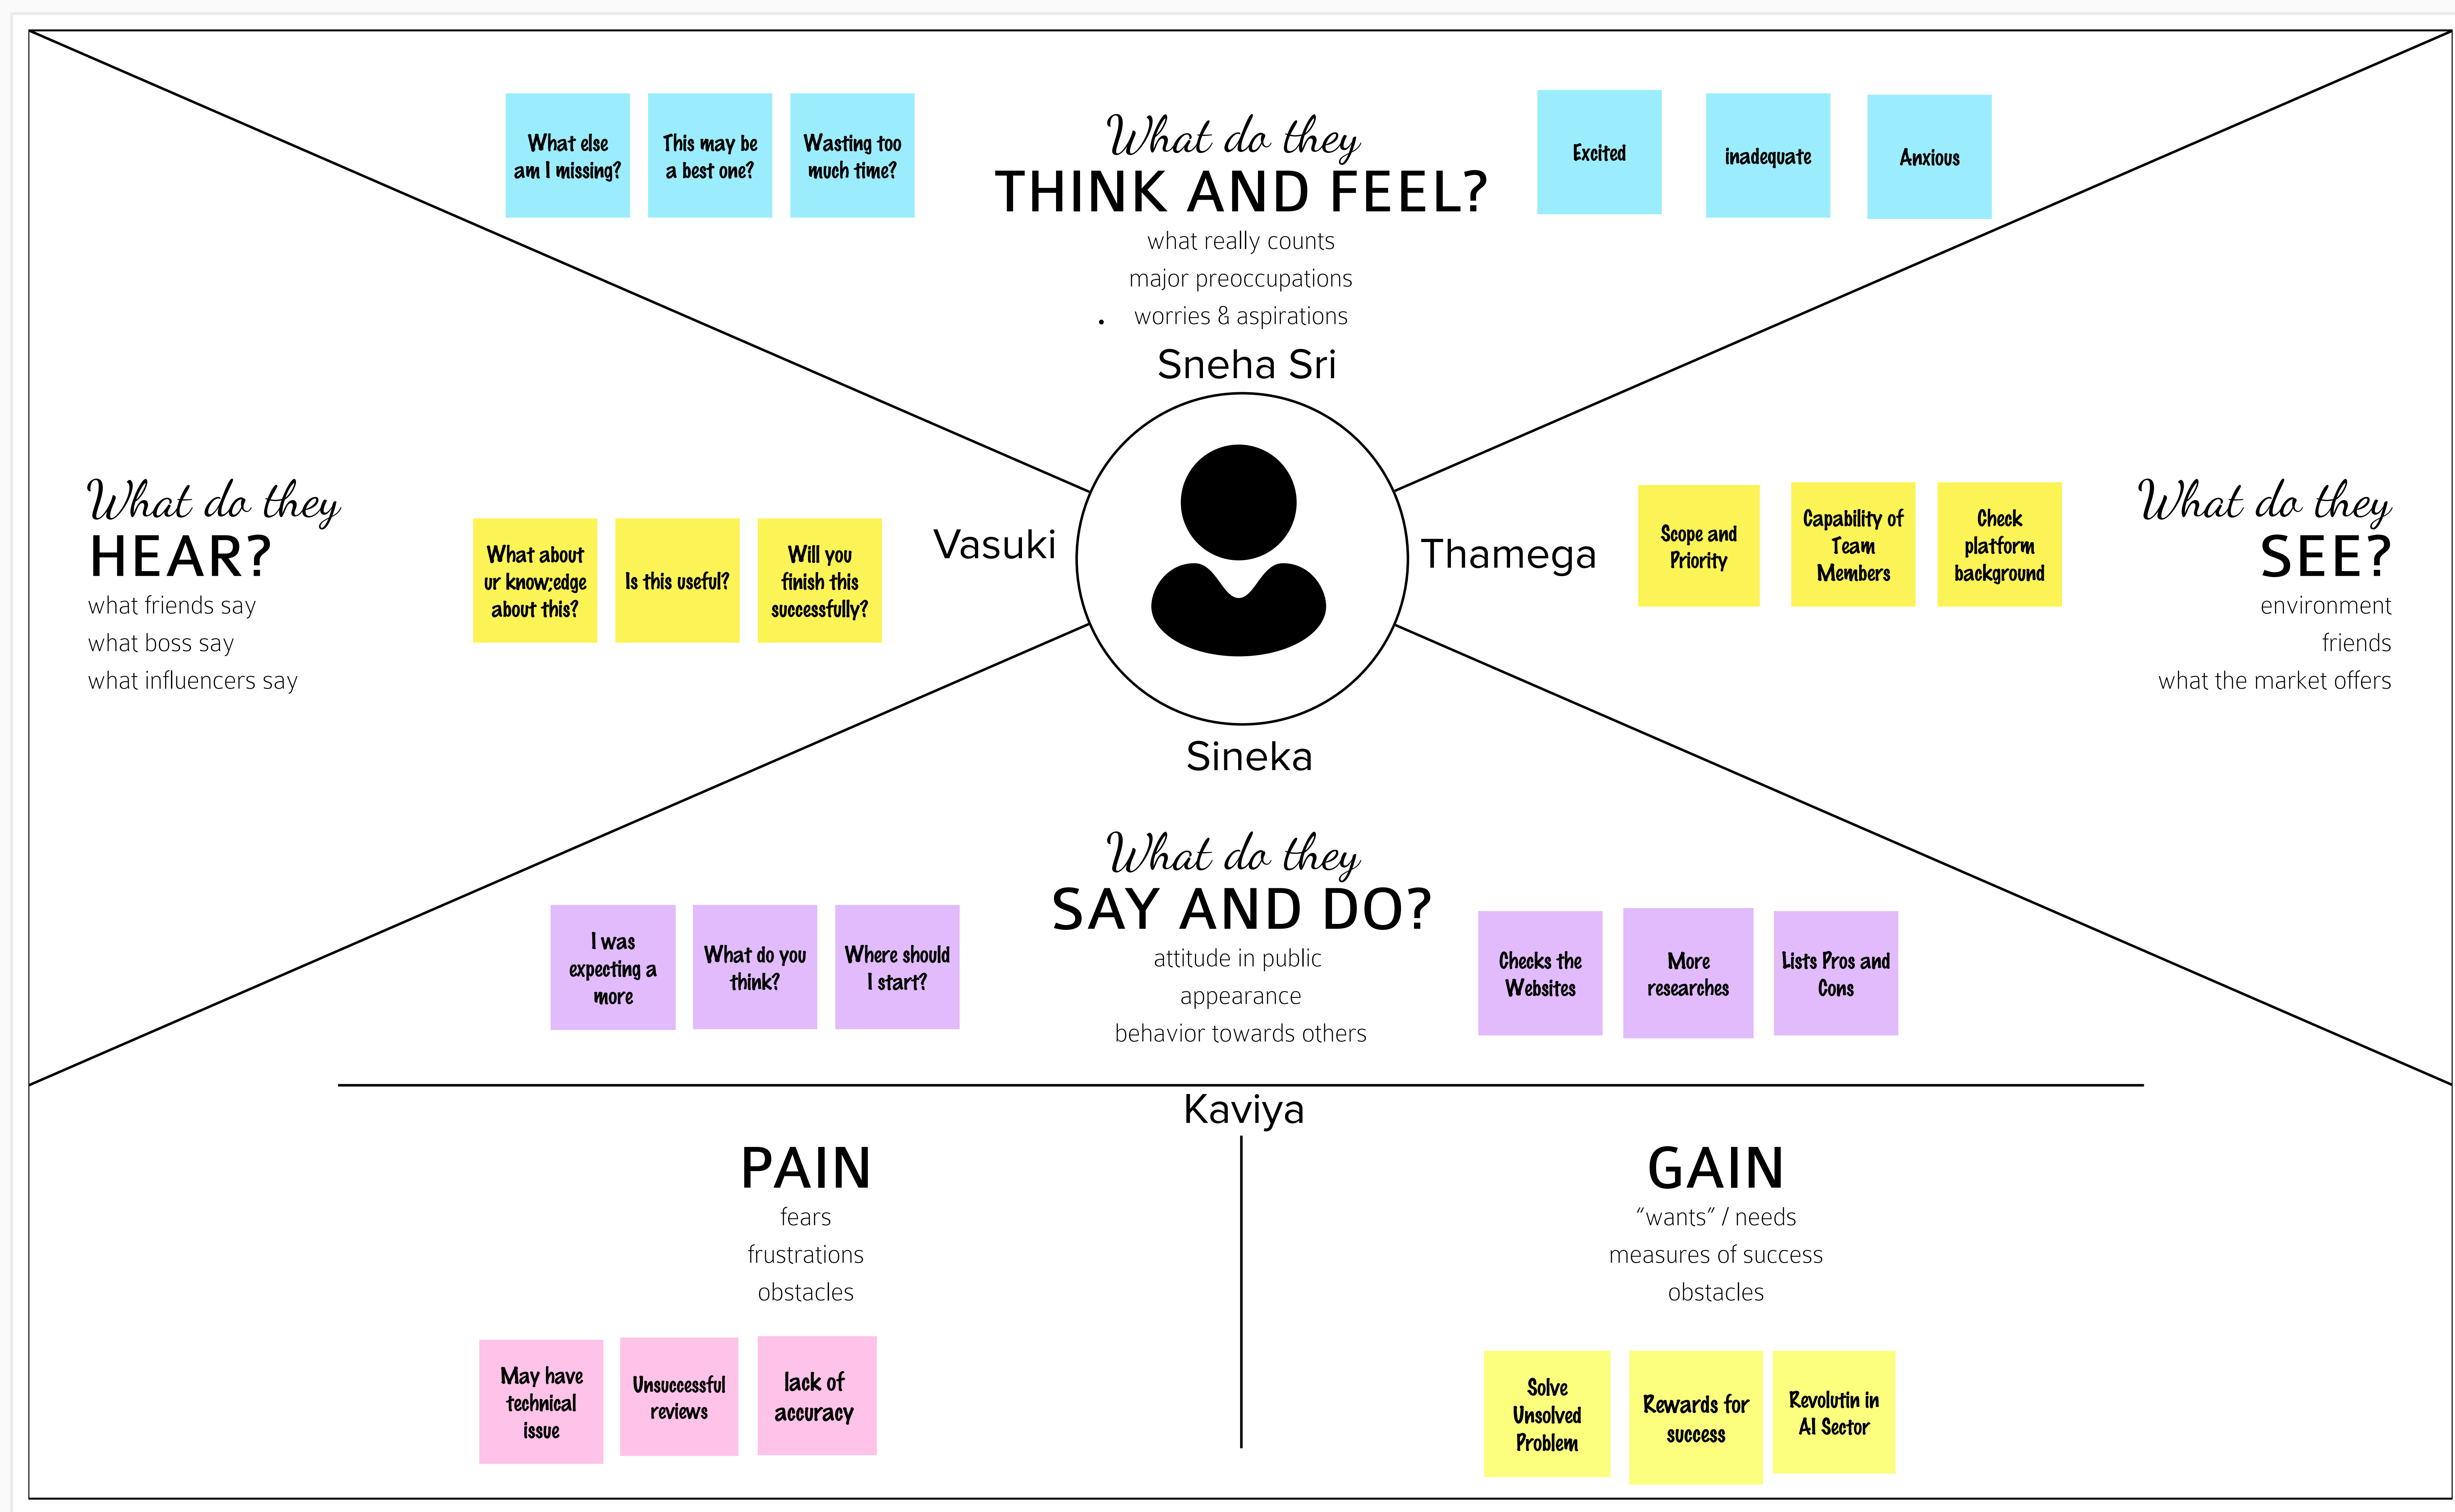 What else
am I missing?
This may be
a best one?
Wasting too
much time?
What do they
THINK AND FEEL?
what really counts
major preoccupations
worries & aspirations
Excited
inadequate
Anxious
Sneha Sri
What do they
HEAR?
what friends say
what boss say
what influencers say
What about
ur know;edge
about this?
Is this useful?
Will you
finish this
successfully?
Vasuki
Thamega
Scope and
Priority
Capability of
Team
Members
Check
platform
background
What do they
SEE?
environment
friends
what the market offers
Sineka
What do they
SAY AND DO?
attitude in public
appearance
behavior towards others
I was
expecting a
more
What do you
think?
Where should
I start?
Checks the
Websites
More
researches
Lists Pros and
Cons
Kaviya
PAIN
fears
frustrations
obstacles
May have
technical
issue
Unsuccessful
reviews
lack of
accuracy
GAIN
“wants” / needs
measures of success
obstacles
Solve
Unsolved
Problem
Rewards for
success
Revolutin in
AI Sector